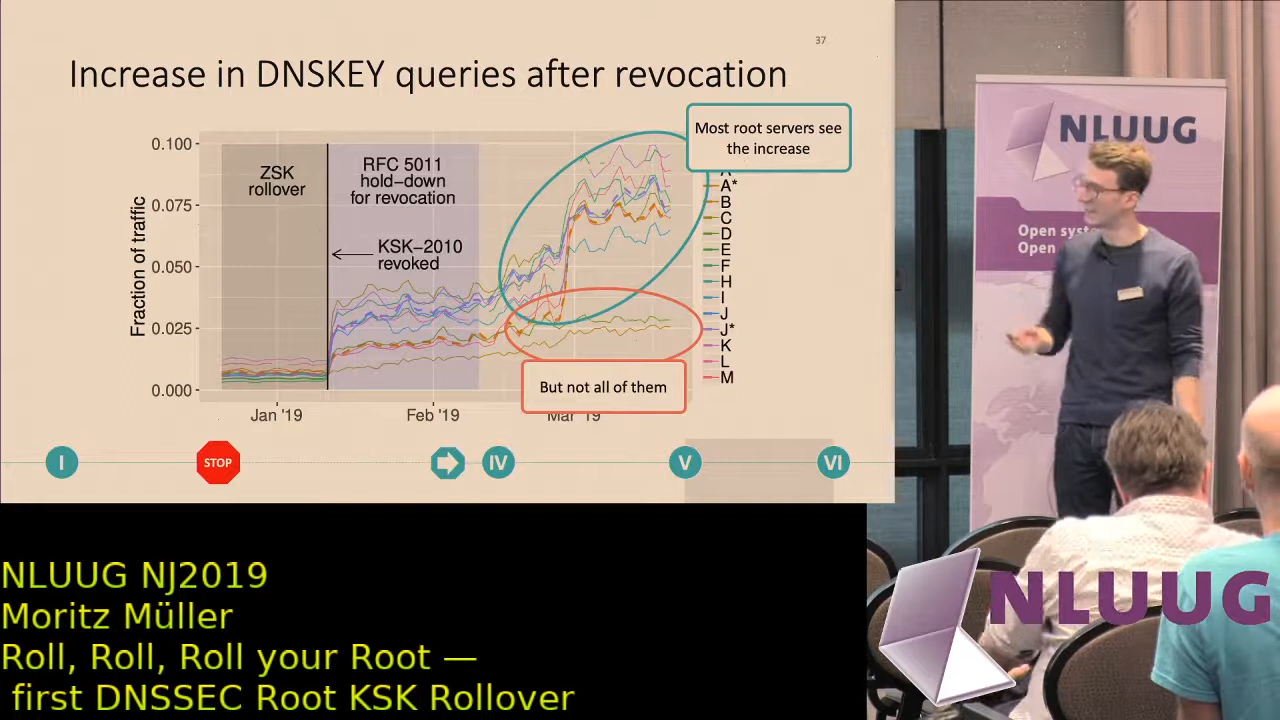 37
Increase in DNSKEY queries after revocation
Most root servers see
the increase
0.100
0.075
0.050
0.025
0.000
Fraction of traffic
ZSK
rollover
RFC 5011
hold–down
for revocation
KSK–2010
revoked
A*
B
C
D
E
F
H
I
J
J*
K
L
M
But not all of them
Jan '19
Feb '19
Mar '19
I
STOP
IV
V
VI
NLUUG
Open syste
Open
NLUUG NJ2019
Moritz Müller
Roll, Roll, Roll your Root —
first DNSSEC Root KSK Rollover
NLUUG